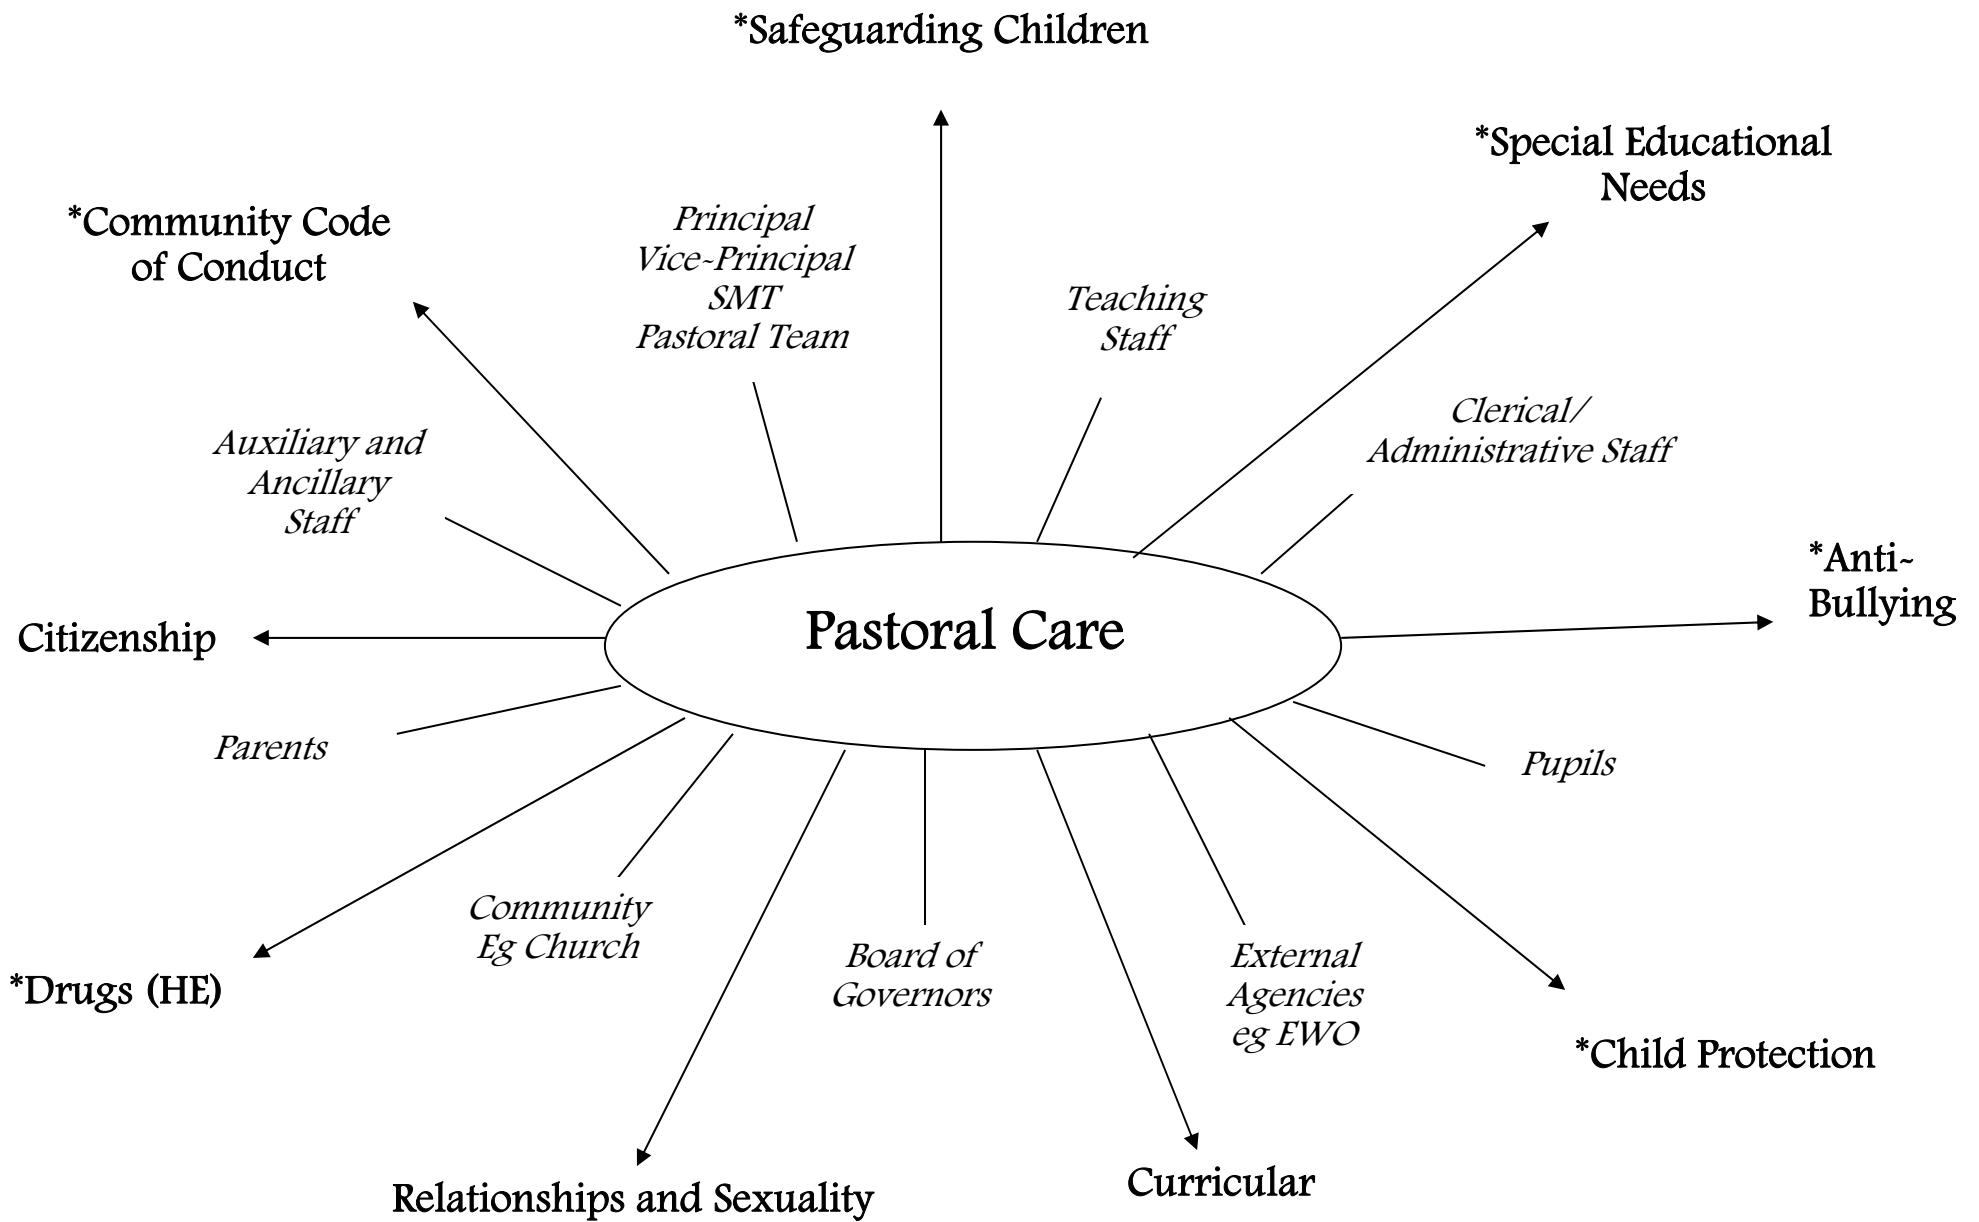 *Safeguarding Children
*Special Educational
Needs
*Community Code
of Conduct
Principal
Vice-Principal
SMT
Pastoral Team
Teaching
Staff
Clerical/
Administrative Staff
Auxiliary and
Ancillary
Staff
*Anti-
Bullying
Pastoral Care
Citizenship
Parents
Pupils
Community
Eg Church
Board of
Governors
External
Agencies
eg EWO
*Drugs (HE)
*Child Protection
Relationships and Sexuality
Curricular